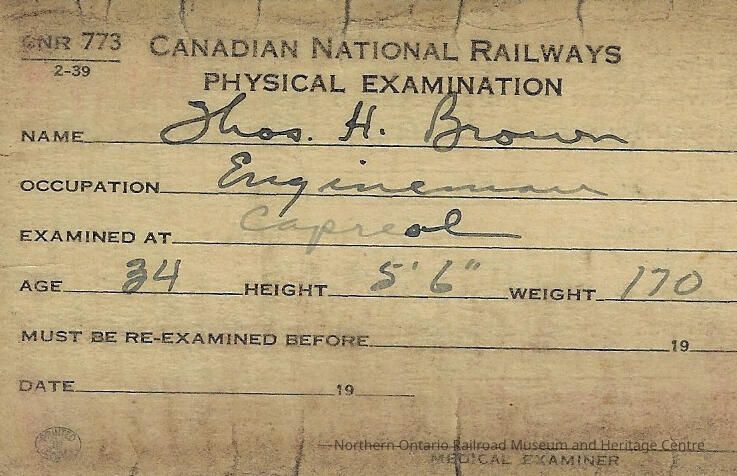 CNR 773
2-39
CANADIAN NATIONAL RAILWAYS
PHYSICAL EXAMINATION
NAME Thos. H. Brown
OCCUPATION Engineman
EXAMINED AT Capreol
AGE 34 HEIGHT 5'6" WEIGHT 170
MUST BE RE-EXAMINED BEFORE 19
DATE 19
Northern Ontario Railroad Museum and Heritage Centre
MEDICAL EXAMINER